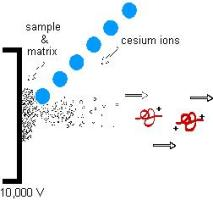 sample
&
matrix
cesium ions
+
+
+
10,000 V